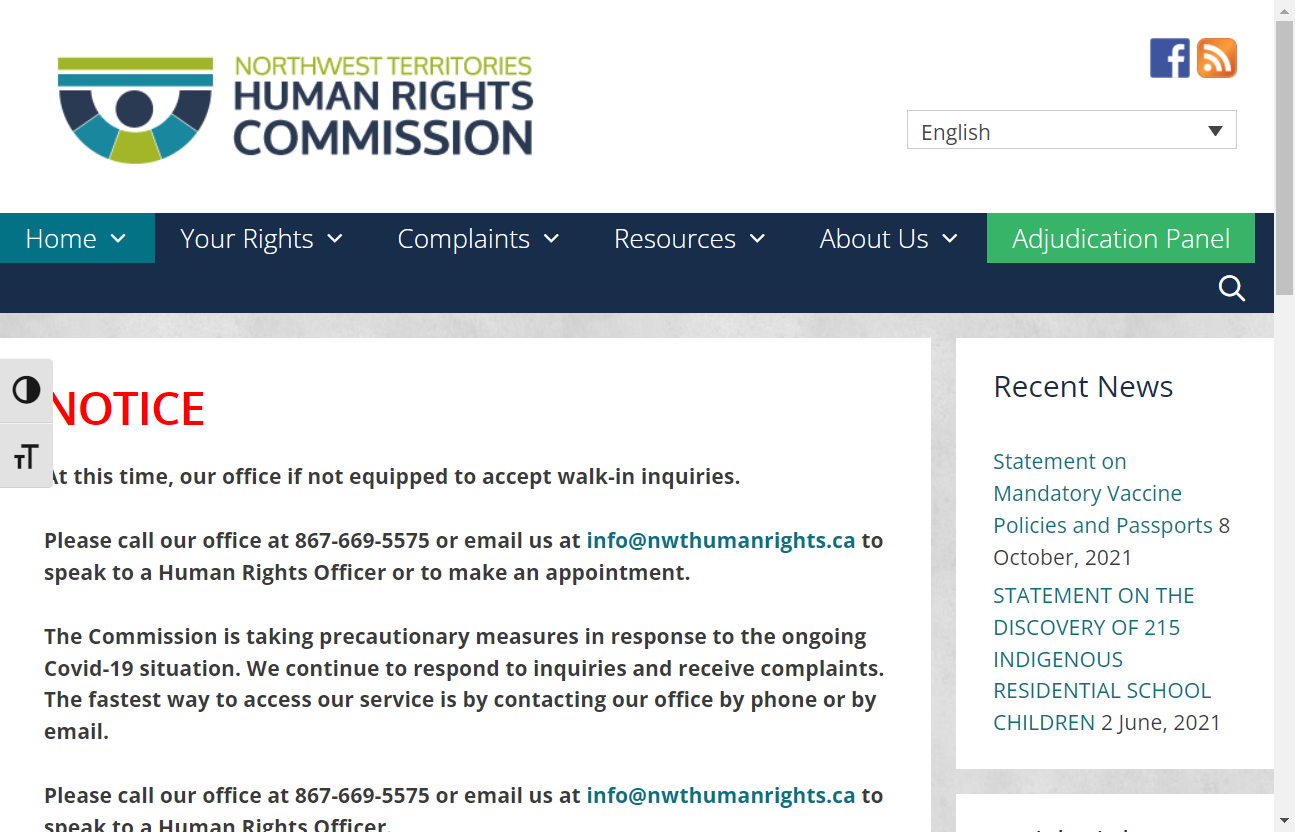 NORTHWEST TERRITORIES
HUMAN RIGHTS
COMMISSION
English
Home
Your Rights
Complaints
Resources
About Us
Adjudication Panel
NOTICE
At this time, our office if not equipped to accept walk-in inquiries.
Please call our office at 867-669-5575 or email us at info@nwthumanrights.ca to
speak to a Human Rights Officer or to make an appointment.
The Commission is taking precautionary measures in response to the ongoing
Covid-19 situation. We continue to respond to inquiries and receive complaints.
The fastest way to access our service is by contacting our office by phone or by
email.
Please call our office at 867-669-5575 or email us at info@nwthumanrights.ca to
speak to a Human Rights Officer.
Recent News
Statement on
Mandatory Vaccine
Policies and Passports 8
October, 2021
STATEMENT ON THE
DISCOVERY OF 215
INDIGENOUS
RESIDENTIAL SCHOOL
CHILDREN 2 June, 2021